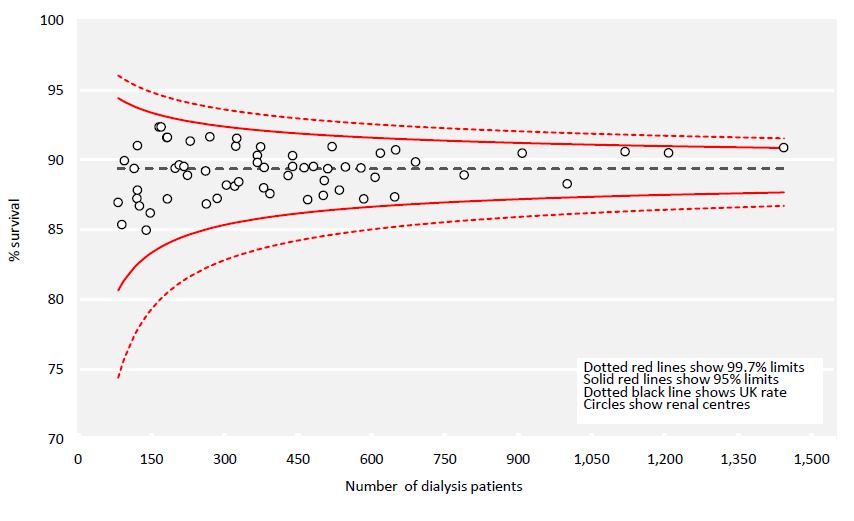 100
95
90
85
80
75
70
% survival
Dotted red lines show 99.7% limits
Solid red lines show 95% limits
Dotted black line shows UK rate
Circles show renal centres
0 150 300 450 600 750 900 1,050 1,200 1,350 1,500
Number of dialysis patients